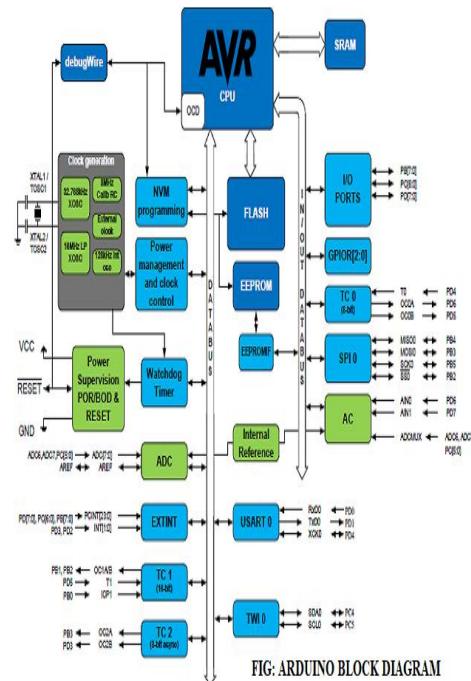 AVR
CPU
OCD
SRAM
debugWire
XTAL1 /
TOSC1
XTAL2 /
TOSC2
Clock generation
32.768kHz
XOSC
8MHz
Calib RC
External
clock
16MHz LP
XOSC
128kHz int
osc
NVM
programming
Power
management
and clock
control
FLASH
EEPROM
EEPROMIF
DATABUS
IN/OUT
DATABUS
I/O
PORTS
PB[7:0]
PC[6:0]
PD[7:0]
GPIOR[2:0]
TC 0
(8-bit)
T0
PD4
PD6
PD5
SPI 0
MISO0
PB4
MOSI0
PB3
SCK0
PB5
SS0
PB2
AC
AIN0
PD6
AIN1
PD7
ADCMUX
VCC
RESET
GND
Power
Supervision
POR/BOD &
RESET
Watchdog
Timer
Internal
Reference
ADC6,ADC7,PC[5:0]
AREF
ADC[7:0]
AREF
ADC
PD[7:0], PC[6:0], PB[7:0]
PD3, PD2
PCINT[23:0]
INT[1:0]
EXTINT
USART 0
RxD0
PD0
TxD0
PD1
XCK0
PD4
PB1, PB2
OC1A/B
PD5
T1
PB0
ICP1
TC 1
(16-bit)
PB3
OC2A
PD3
OC2B
TC 2
(8-bit async)
TWI 0
SDA0
PC4
SCL0
PC5
FIG: ARDUINO BLOCK DIAGRAM